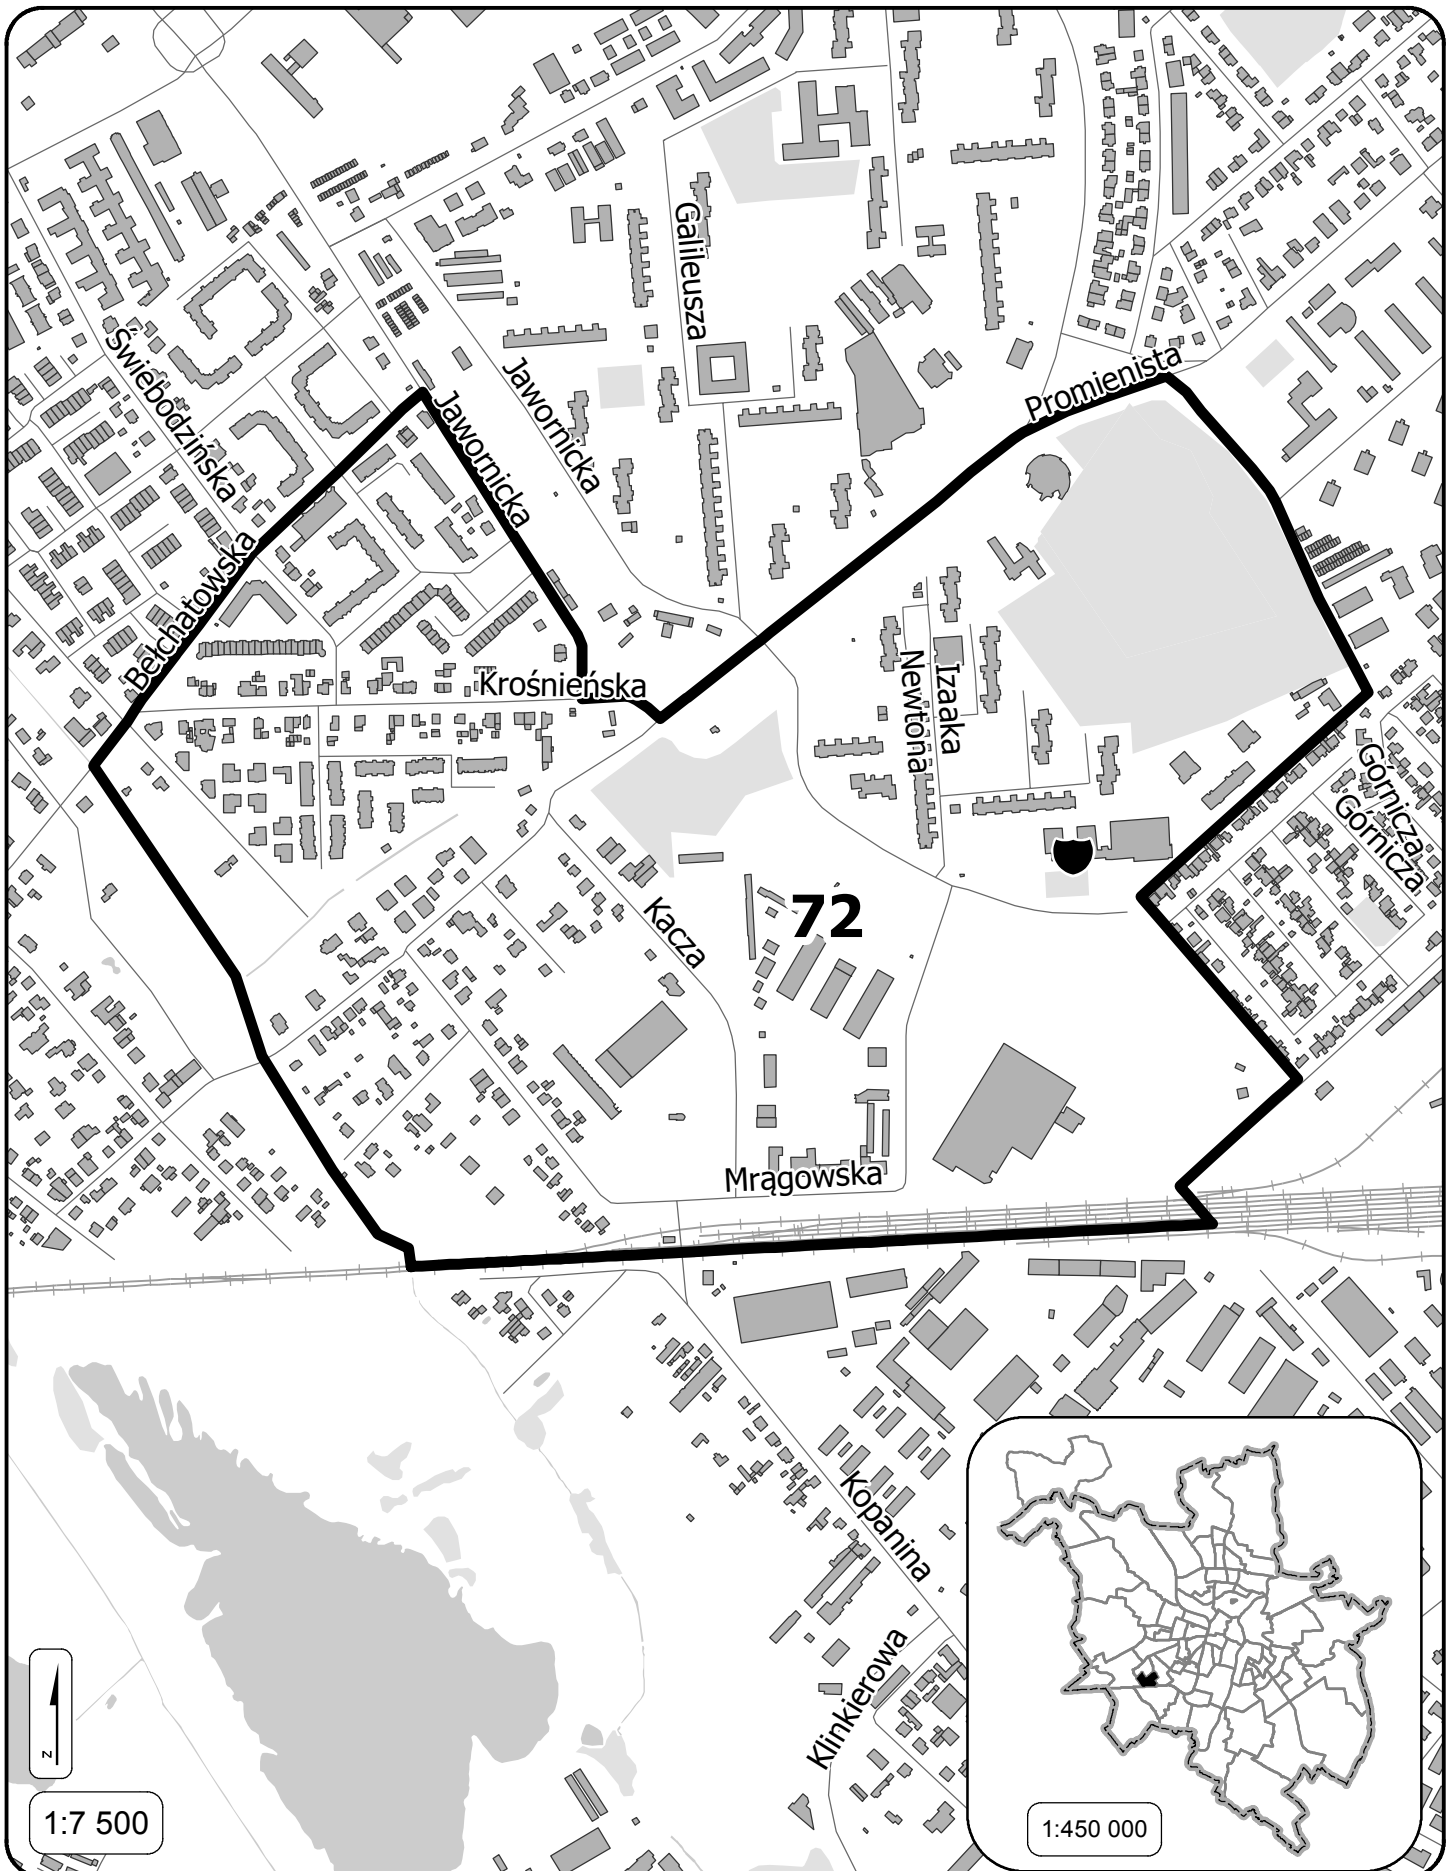 Galileusza
Świebodzińska
Jawornicka
Promienista
Jawornicka
Bełchatowska
Krośnieńska
Izaaka
Newtona
Górnicza
Górnicza
72
Kacza
Mrągowska
Kopanina
Klinkierowa
z
1:7 500
1:450 000